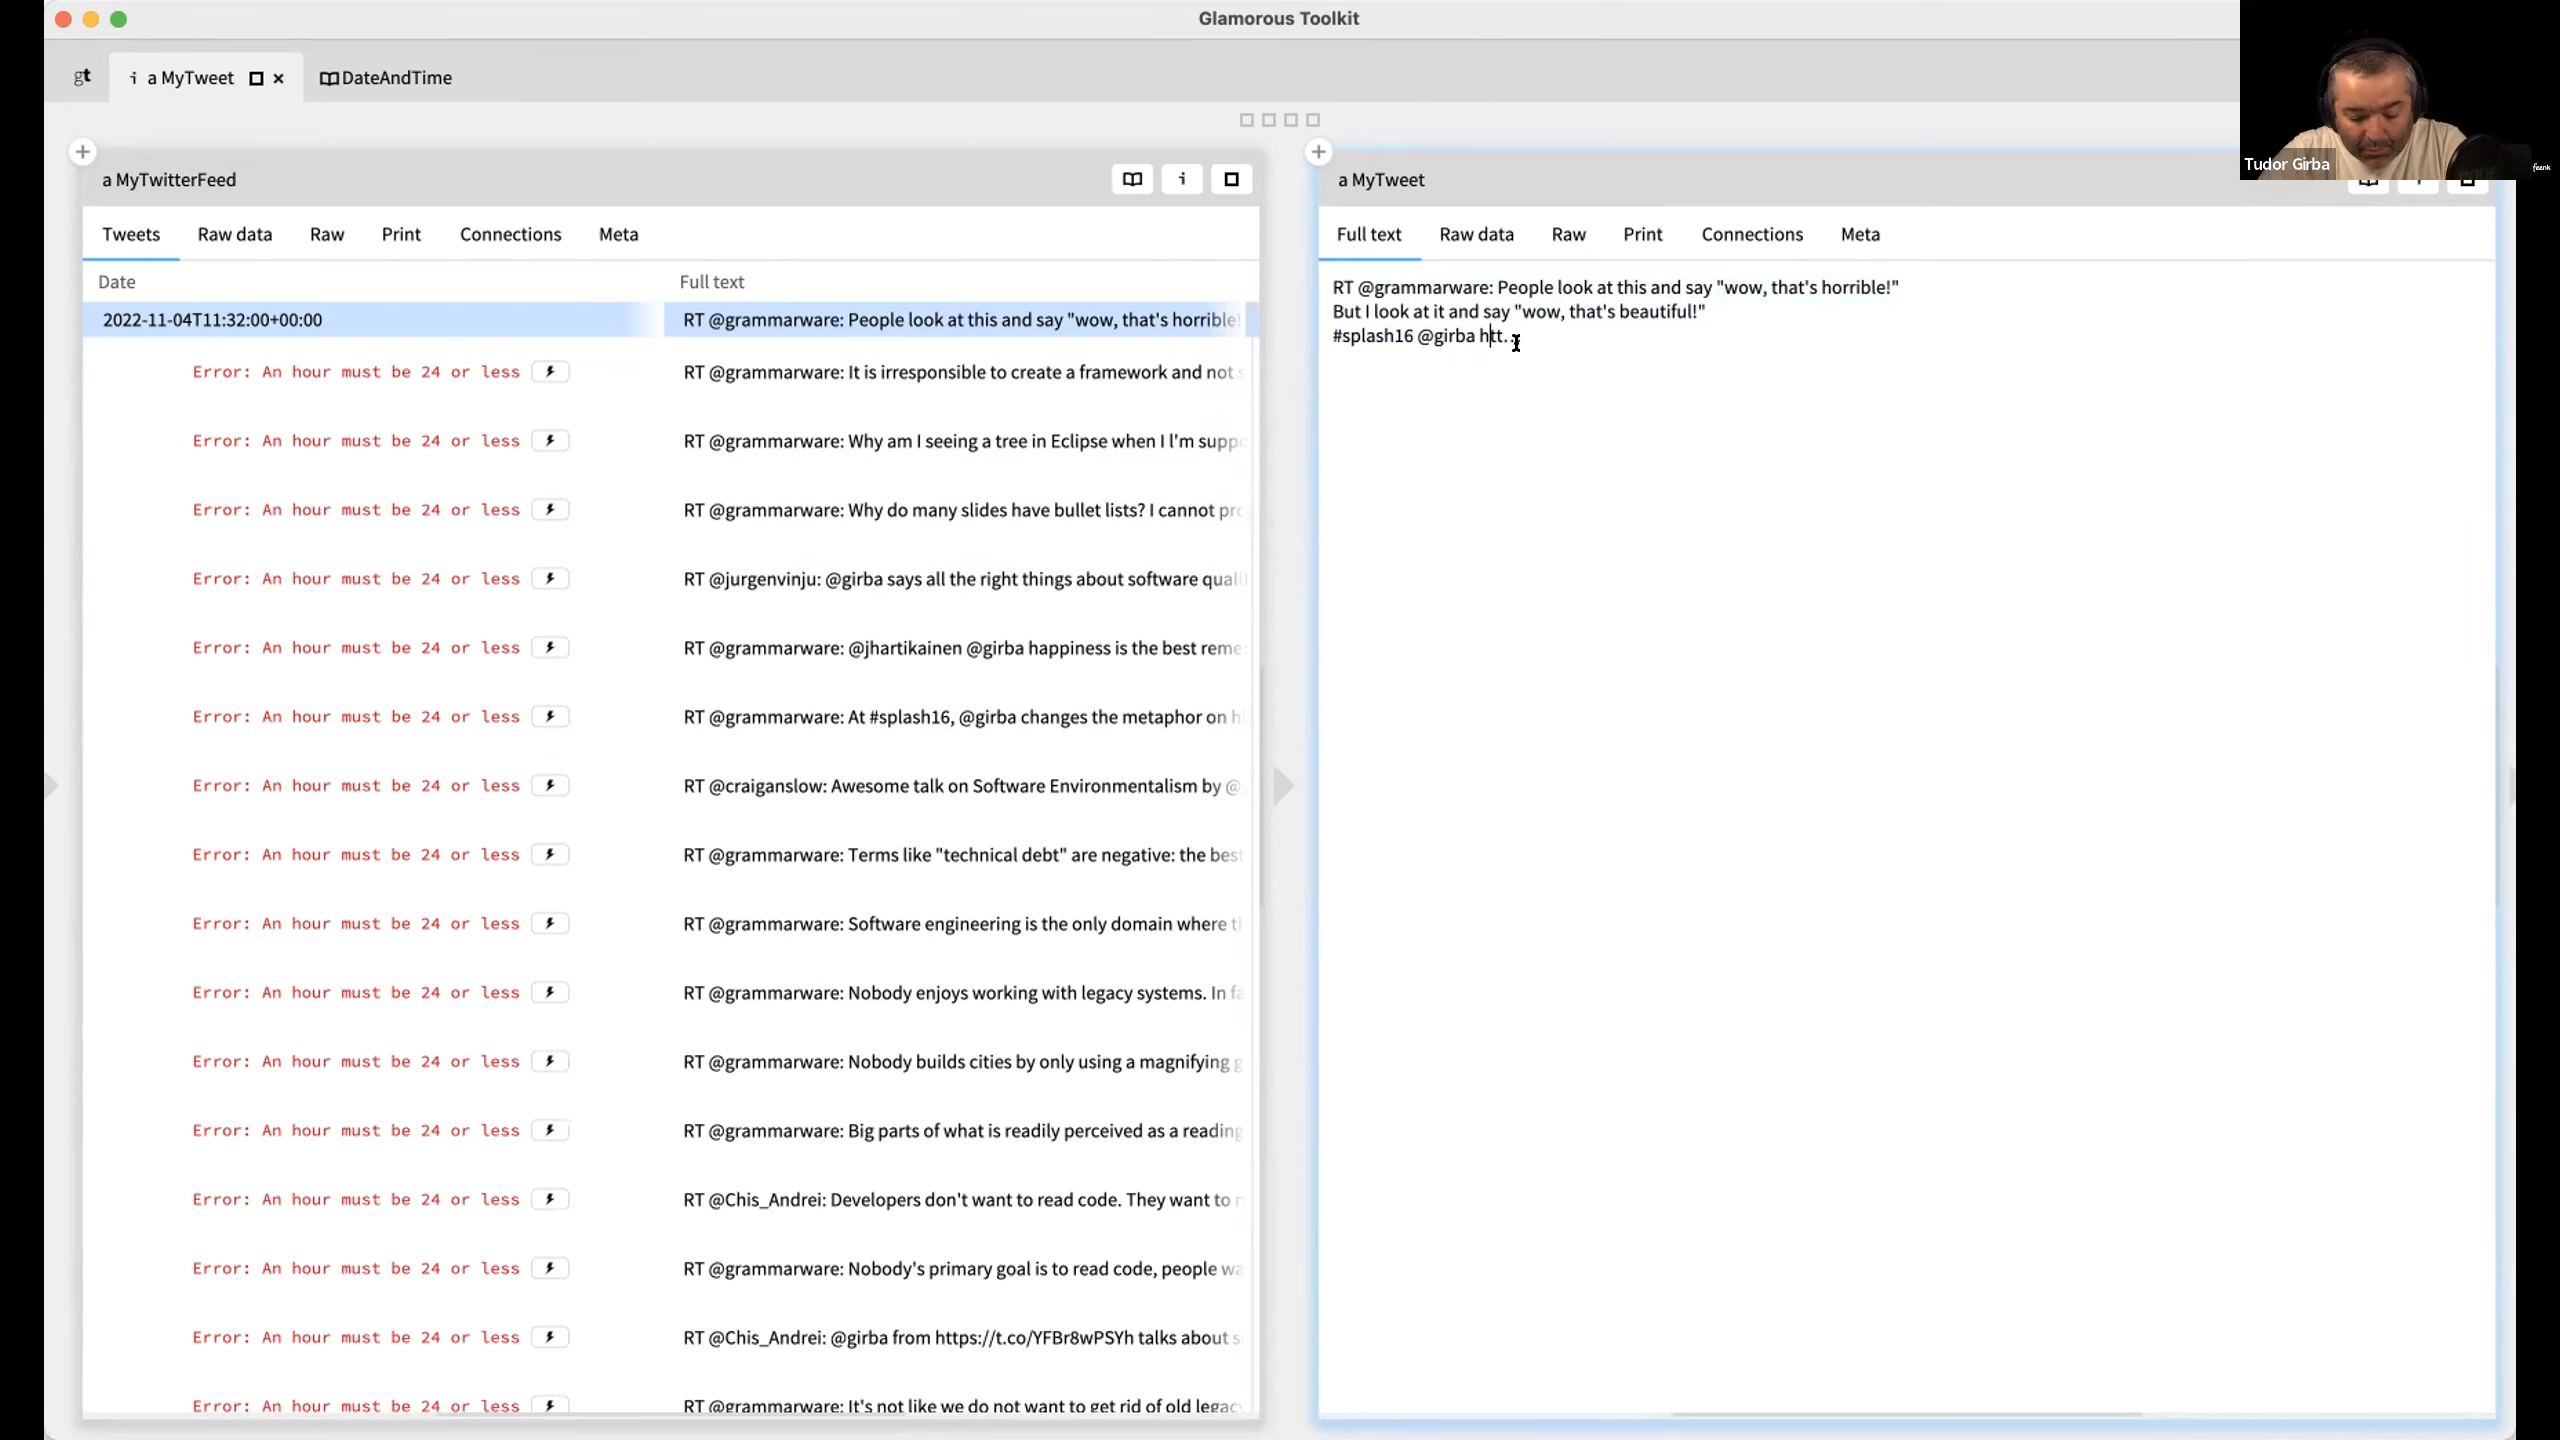 Glamorous Toolkit
gt
i a MyTweet
DateAndTime
Tudor Girba
feenk
a MyTwitterFeed
i
Tweets Raw data Raw Print Connections Meta
Date Full text
2022-11-04T11:32:00+00:00 RT @grammarware: People look at this and say "wow, that's horrible!
Error: An hour must be 24 or less RT @grammarware: It is irresponsible to create a framework and not
Error: An hour must be 24 or less RT @grammarware: Why am I seeing a tree in Eclipse when I I'm suppo
Error: An hour must be 24 or less RT @grammarware: Why do many slides have bullet lists? I cannot pro
Error: An hour must be 24 or less RT @jurgenvinju: @girba says all the right things about software quali
Error: An hour must be 24 or less RT @grammarware: @jhartikainen @girba happiness is the best reme
Error: An hour must be 24 or less RT @grammarware: At #splash16, @girba changes the metaphor on h
Error: An hour must be 24 or less RT @craiganslow: Awesome talk on Software Environmentalism by @
Error: An hour must be 24 or less RT @grammarware: Terms like "technical debt" are negative: the best
Error: An hour must be 24 or less RT @grammarware: Software engineering is the only domain where t
Error: An hour must be 24 or less RT @grammarware: Nobody enjoys working with legacy systems. In fa
Error: An hour must be 24 or less RT @grammarware: Nobody builds cities by only using a magnifying g
Error: An hour must be 24 or less RT @grammarware: Big parts of what is readily perceived as a reading
Error: An hour must be 24 or less RT @Chis_Andrei: Developers don't want to read code. They want to
Error: An hour must be 24 or less RT @grammarware: Nobody's primary goal is to read code, people wa
Error: An hour must be 24 or less RT @Chis_Andrei: @girba from https://t.co/YFBr8wPSYh talks about s
Error: An hour must be 24 or less RT @grammarware: It's not like we do not want to get rid of old legac
a MyTweet
Full text Raw data Raw Print Connections Meta
RT @grammarware: People look at this and say "wow, that's horrible!"
But I look at it and say "wow, that's beautiful!"
#splash16 @girba htt…